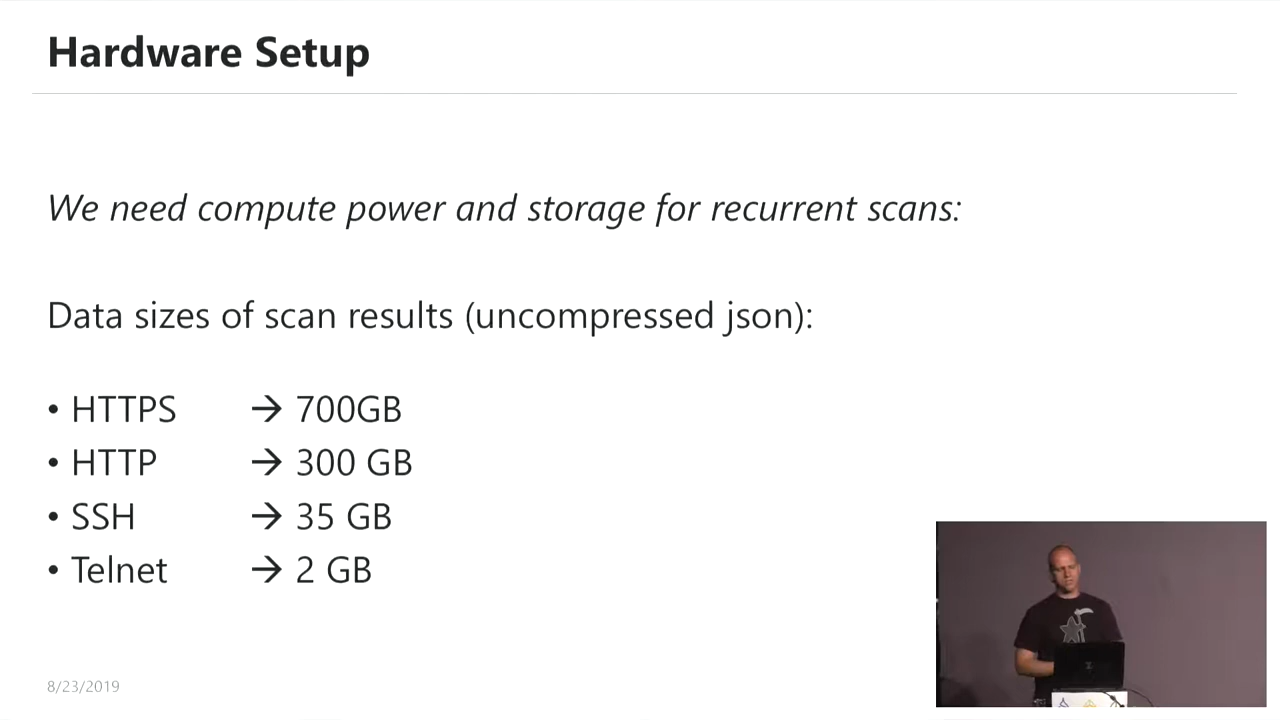 Hardware Setup
We need compute power and storage for recurrent scans:
Data sizes of scan results (uncompressed json):
• HTTPS → 700GB
• HTTP → 300 GB
• SSH → 35 GB
• Telnet → 2 GB
8/23/2019